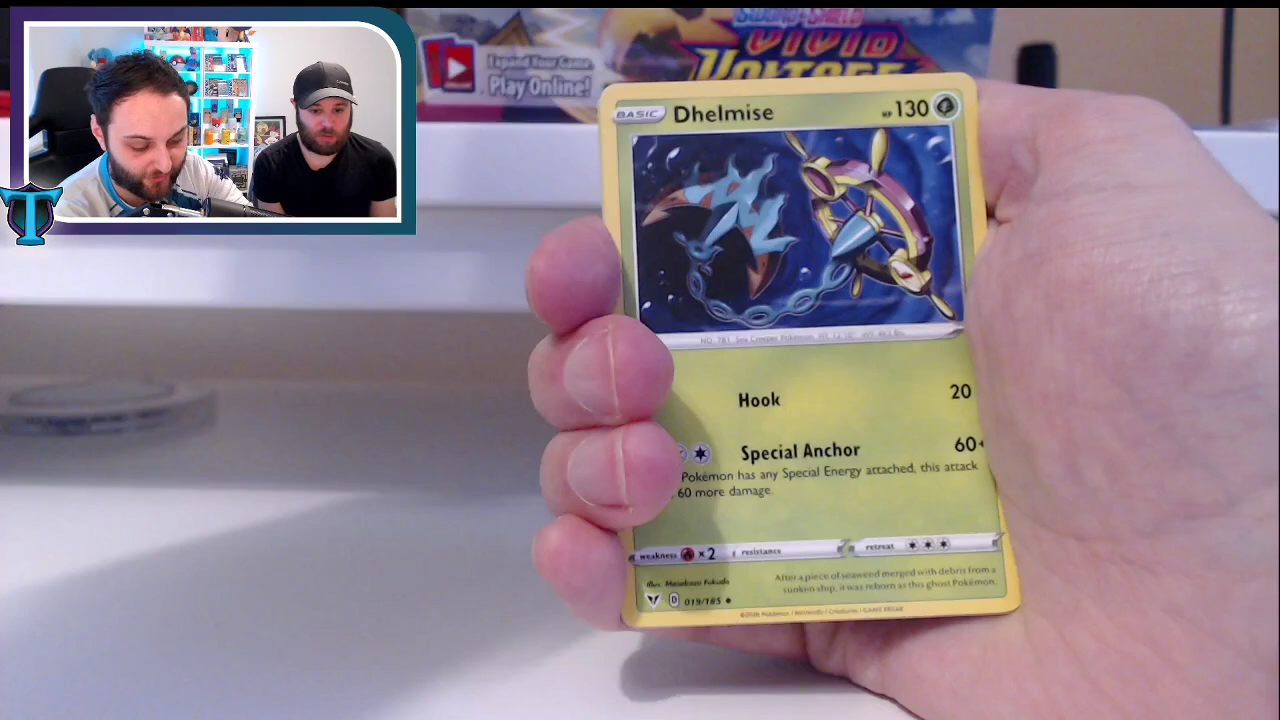 SWORD & SHIELD
VIVID
VOLTAGE
Expand Your Game.
Play Online!
T
BASIC Dhelmise HP 130
NO. 781 Sea Creeper Pokémon HT: 12'10" WT: 463 lbs.
Hook 20
Special Anchor 60+
Pokémon has any Special Energy attached, this attack
60 more damage.
weakness ×2 resistance retreat
Illus. Masakazu Fukuda
After a piece of seaweed merged with debris from a
sunken ship, it was reborn as this ghost Pokémon.
D 019/185
©2020 Pokémon / Nintendo / Creatures / GAME FREAK